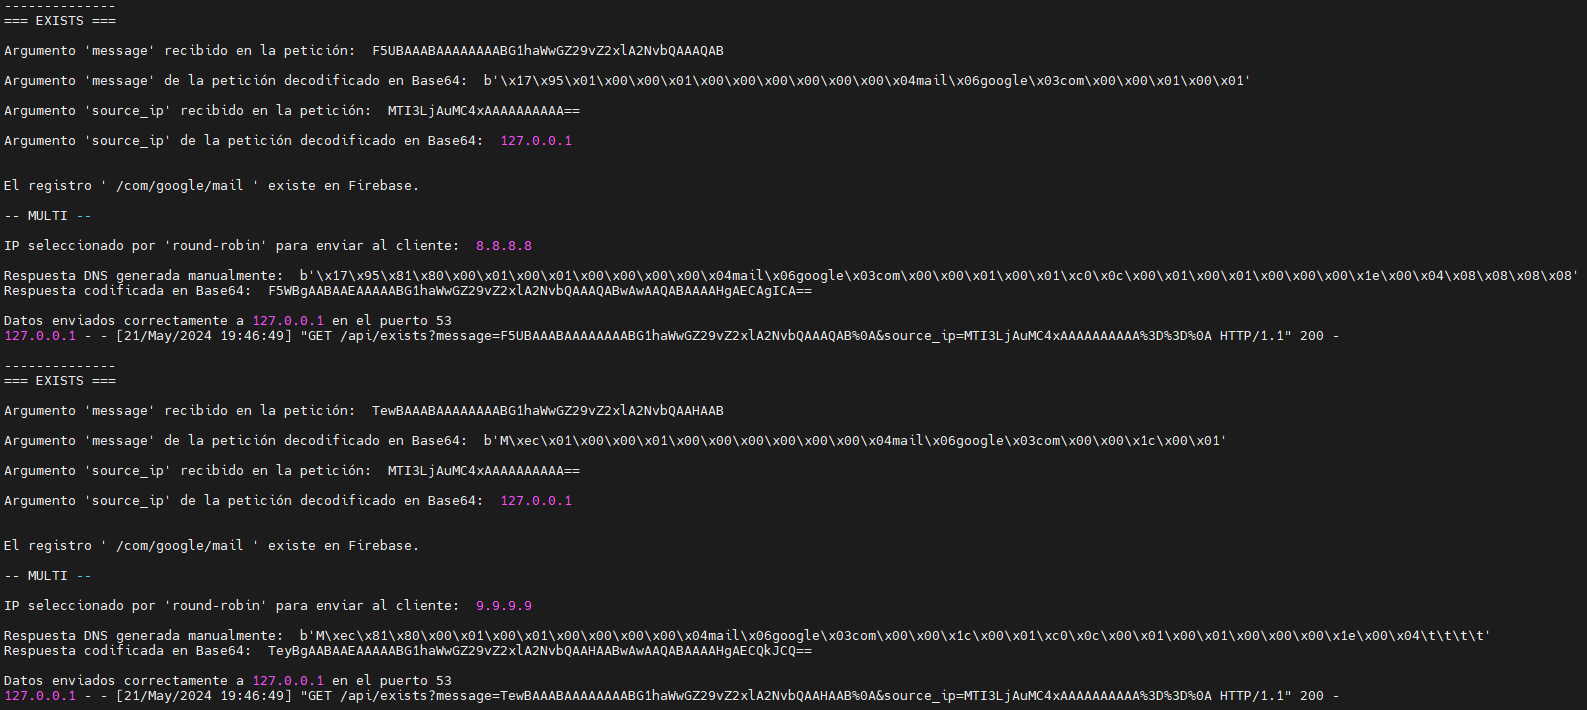 --------------
=== EXISTS ===
Argumento 'message' recibido en la petición:  F5UBAAABAAAAAAAABG1haWwGZ29vZ2xlA2NvbQAAAQAB
Argumento 'message' de la petición decodificado en Base64:  b'\x17\x95\x01\x00\x00\x01\x00\x00\x00\x00\x00\x00\x04mail\x06google\x03com\x00\x00\x01\x00\x01'
Argumento 'source_ip' recibido en la petición:  MTI3LjAuMC4xAAAAAAAAAA==
Argumento 'source_ip' de la petición decodificado en Base64:  127.0.0.1
El registro ' /com/google/mail ' existe en Firebase.
-- MULTI --
IP seleccionado por 'round-robin' para enviar al cliente:  8.8.8.8
Respuesta DNS generada manualmente:  b'\x17\x95\x81\x80\x00\x01\x00\x01\x00\x00\x00\x00\x04mail\x06google\x03com\x00\x00\x01\x00\x01\xc0\x0c\x00\x01\x00\x01\x00\x00\x00\x1e\x00\x04\x08\x08\x08\x08'
Respuesta codificada en Base64:  F5WBgAABAAEAAAAABG1haWwGZ29vZ2xlA2NvbQAAAQABwAwAAQABAAAAHgAECAgICA==
Datos enviados correctamente a 127.0.0.1 en el puerto 53
127.0.0.1 - - [21/May/2024 19:46:49] "GET /api/exists?message=F5UBAAABAAAAAAAABG1haWwGZ29vZ2xlA2NvbQAAAQAB%0A&source_ip=MTI3LjAuMC4xAAAAAAAAAA%3D%3D%0A HTTP/1.1" 200 -
--------------
=== EXISTS ===
Argumento 'message' recibido en la petición:  TewBAAABAAAAAAAABG1haWwGZ29vZ2xlA2NvbQAAHAAB
Argumento 'message' de la petición decodificado en Base64:  b'M\xec\x01\x00\x00\x01\x00\x00\x00\x00\x00\x00\x04mail\x06google\x03com\x00\x00\x1c\x00\x01'
Argumento 'source_ip' recibido en la petición:  MTI3LjAuMC4xAAAAAAAAAA==
Argumento 'source_ip' de la petición decodificado en Base64:  127.0.0.1
El registro ' /com/google/mail ' existe en Firebase.
-- MULTI --
IP seleccionado por 'round-robin' para enviar al cliente:  9.9.9.9
Respuesta DNS generada manualmente:  b'M\xec\x81\x80\x00\x01\x00\x01\x00\x00\x00\x00\x04mail\x06google\x03com\x00\x00\x1c\x00\x01\xc0\x0c\x00\x01\x00\x01\x00\x00\x00\x1e\x00\x04\t\t\t\t'
Respuesta codificada en Base64:  TeyBgAABAAEAAAAABG1haWwGZ29vZ2xlA2NvbQAAHAABwAwAAQABAAAAHgAECQkJCQ==
Datos enviados correctamente a 127.0.0.1 en el puerto 53
127.0.0.1 - - [21/May/2024 19:46:49] "GET /api/exists?message=TewBAAABAAAAAAAABG1haWwGZ29vZ2xlA2NvbQAAHAAB%0A&source_ip=MTI3LjAuMC4xAAAAAAAAAA%3D%3D%0A HTTP/1.1" 200 -